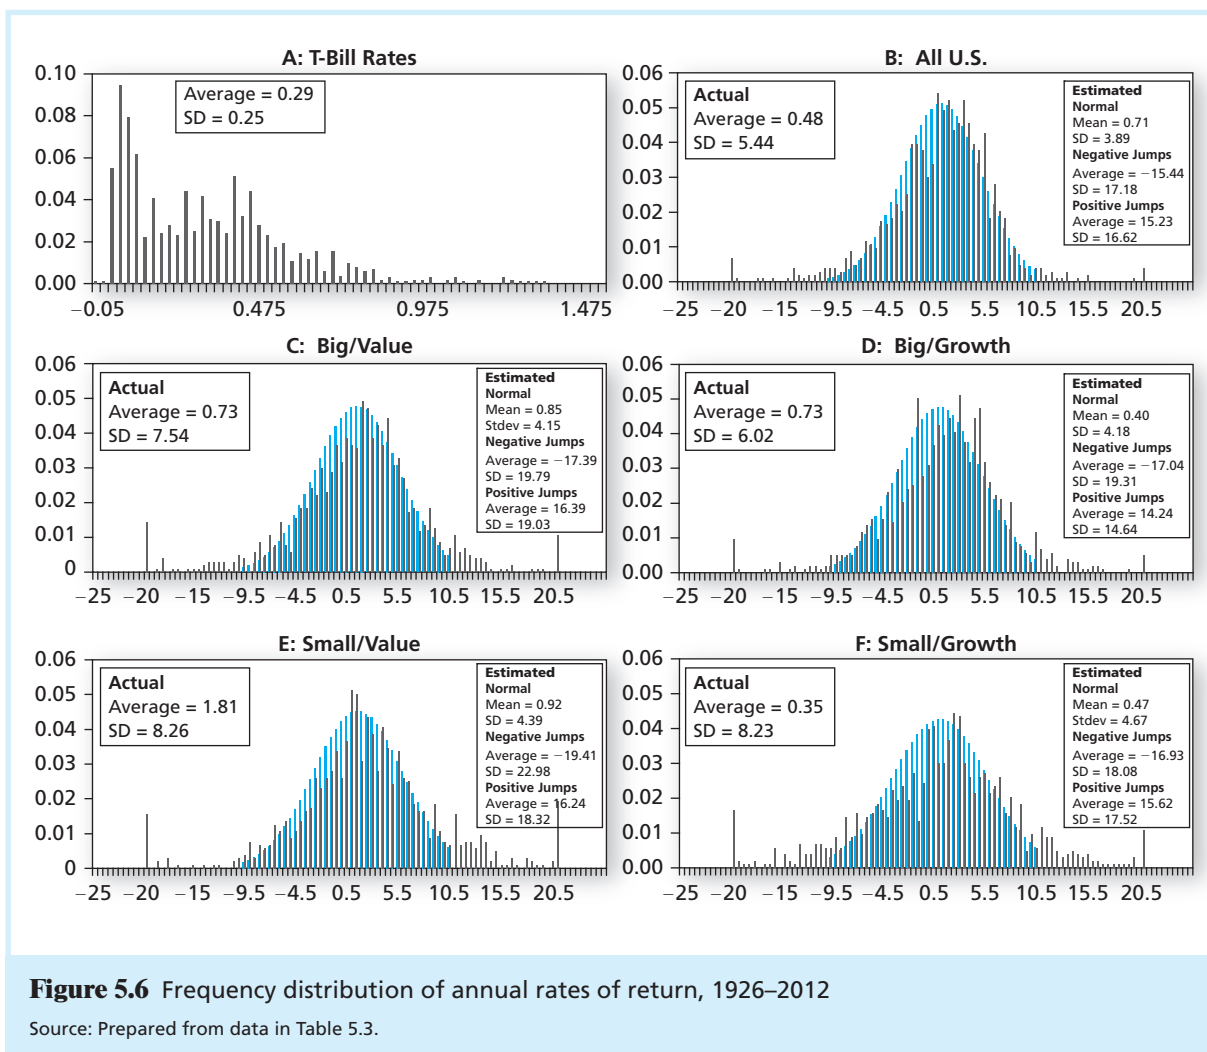 A: T-Bill Rates
0.10
0.08
0.06
0.04
0.02
0.00
Average = 0.29
SD = 0.25
−0.05 0.475 0.975 1.475
B: All U.S.
0.06
0.05
0.04
0.03
0.02
0.01
0.00
Actual
Average = 0.48
SD = 5.44
Estimated
Normal
Mean = 0.71
SD = 3.89
Negative Jumps
Average = −15.44
SD = 17.18
Positive Jumps
Average = 15.23
SD = 16.62
−25 −20 −15 −9.5 −4.5 0.5 5.5 10.5 15.5 20.5
C: Big/Value
0.06
0.05
0.04
0.03
0.02
0.01
0
Actual
Average = 0.73
SD = 7.54
Estimated
Normal
Mean = 0.85
Stdev = 4.15
Negative Jumps
Average = −17.39
SD = 19.79
Positive Jumps
Average = 16.39
SD = 19.03
−25 −20 −15 −9.5 −4.5 0.5 5.5 10.5 15.5 20.5
D: Big/Growth
0.06
0.05
0.04
0.03
0.02
0.01
0.00
Actual
Average = 0.73
SD = 6.02
Estimated
Normal
Mean = 0.40
SD = 4.18
Negative Jumps
Average = −17.04
SD = 19.31
Positive Jumps
Average = 14.24
SD = 14.64
−25 −20 −15 −9.5 −4.5 0.5 5.5 10.5 15.5 20.5
E: Small/Value
0.06
0.05
0.04
0.03
0.02
0.01
0
Actual
Average = 1.81
SD = 8.26
Estimated
Normal
Mean = 0.92
SD = 4.39
Negative Jumps
Average = −19.41
SD = 22.98
Positive Jumps
Average = 16.24
SD = 18.32
−25 −20 −15 −9.5 −4.5 0.5 5.5 10.5 15.5 20.5
F: Small/Growth
0.06
0.05
0.04
0.03
0.02
0.01
0.00
Actual
Average = 0.35
SD = 8.23
Estimated
Normal
Mean = 0.47
Stdev = 4.67
Negative Jumps
Average = −16.93
SD = 18.08
Positive Jumps
Average = 15.62
SD = 17.52
−25 −20 −15 −9.5 −4.5 0.5 5.5 10.5 15.5 20.5
Figure 5.6 Frequency distribution of annual rates of return, 1926–2012
Source: Prepared from data in Table 5.3.